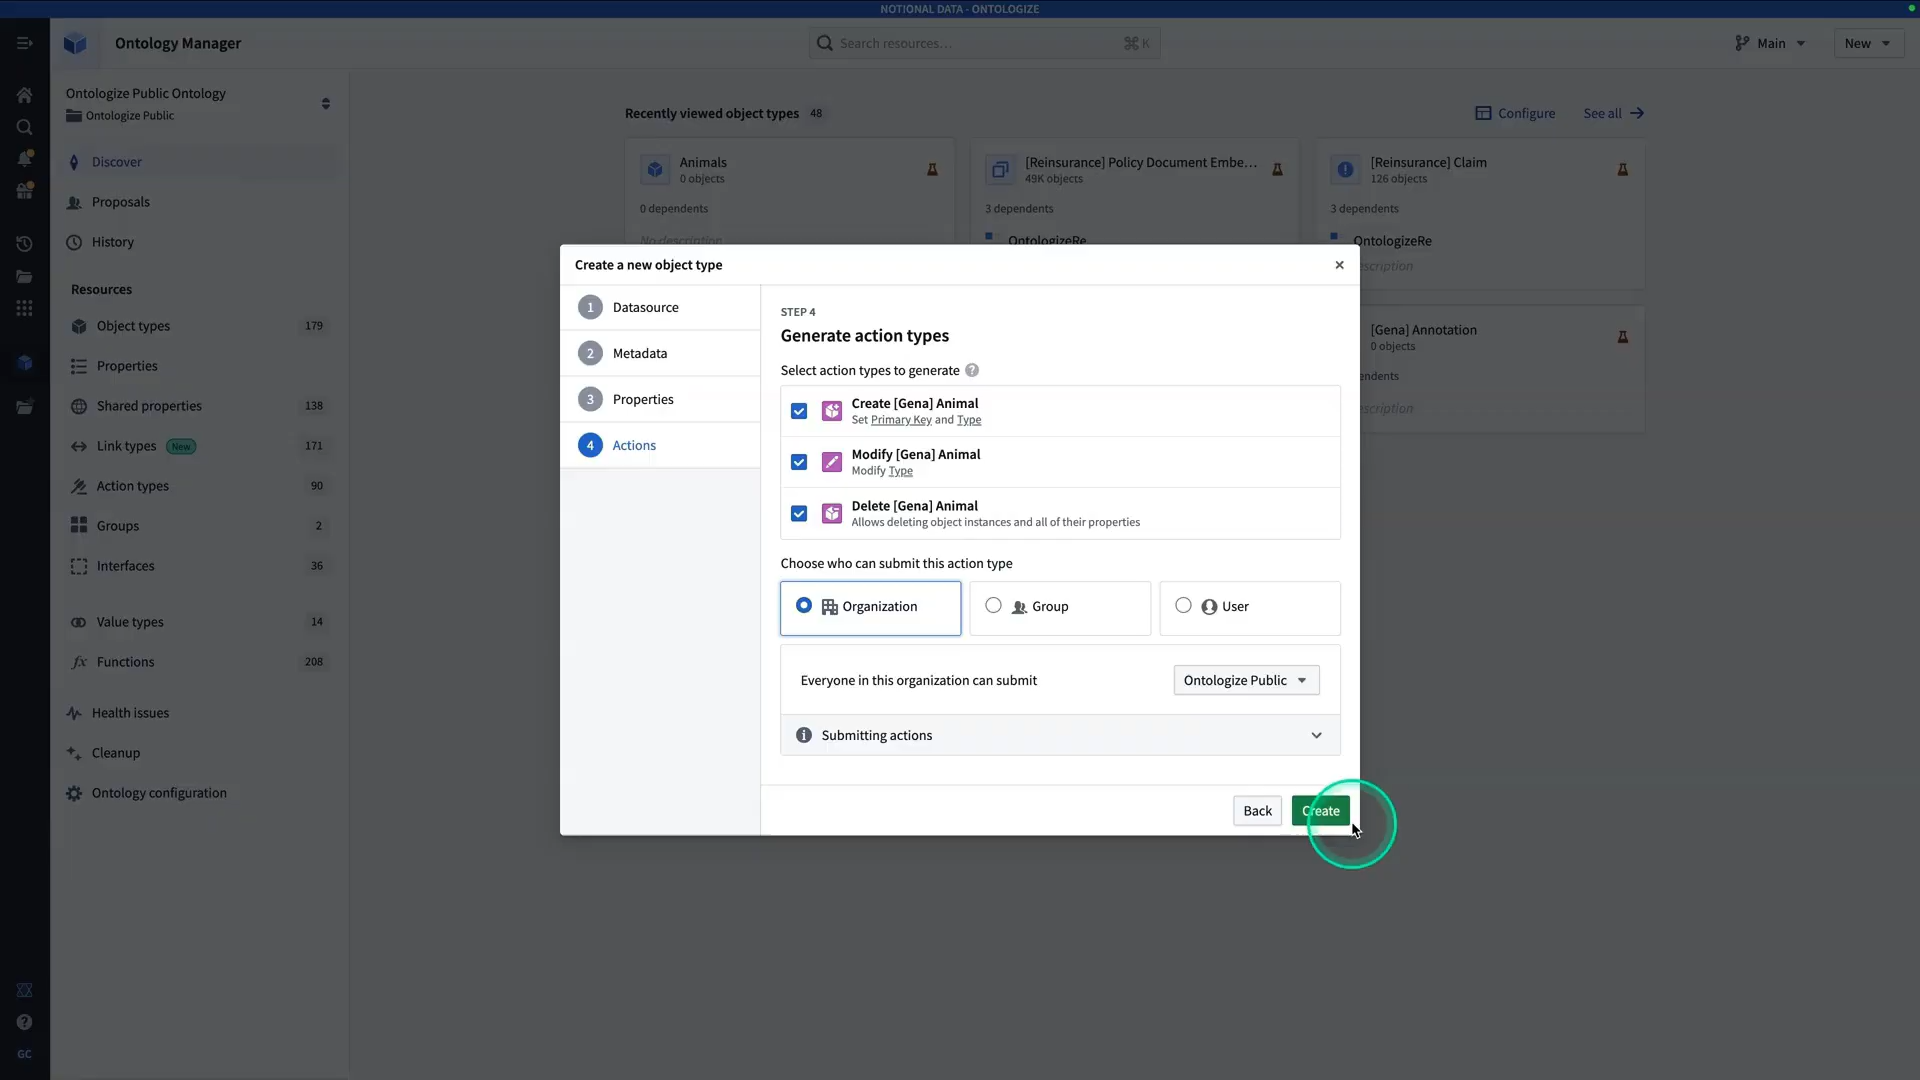 NOTIONAL DATA - ONTOLOGIZE
Ontology Manager
Search resources...
⌘ K
Main
New
Ontologize Public Ontology
Ontologize Public
Discover
Proposals
History
Resources
Object types 179
Properties
Shared properties 138
Link types New 171
Action types 90
Groups 2
Interfaces 36
Value types 14
Functions 208
Health issues
Cleanup
Ontology configuration
GC
Recently viewed object types 48
Configure
See all
Animals
0 objects
0 dependents
No description
[Reinsurance] Policy Document Embe...
49K objects
3 dependents
OntologizeRe
[Reinsurance] Claim
126 objects
3 dependents
OntologizeRe
scription
[Gena] Annotation
0 objects
endents
scription
Create a new object type
1 Datasource
2 Metadata
3 Properties
4 Actions
STEP 4
Generate action types
Select action types to generate ?
Create [Gena] Animal
Set Primary Key and Type
Modify [Gena] Animal
Modify Type
Delete [Gena] Animal
Allows deleting object instances and all of their properties
Choose who can submit this action type
Organization
Group
User
Everyone in this organization can submit
Ontologize Public
Submitting actions
Back
Create